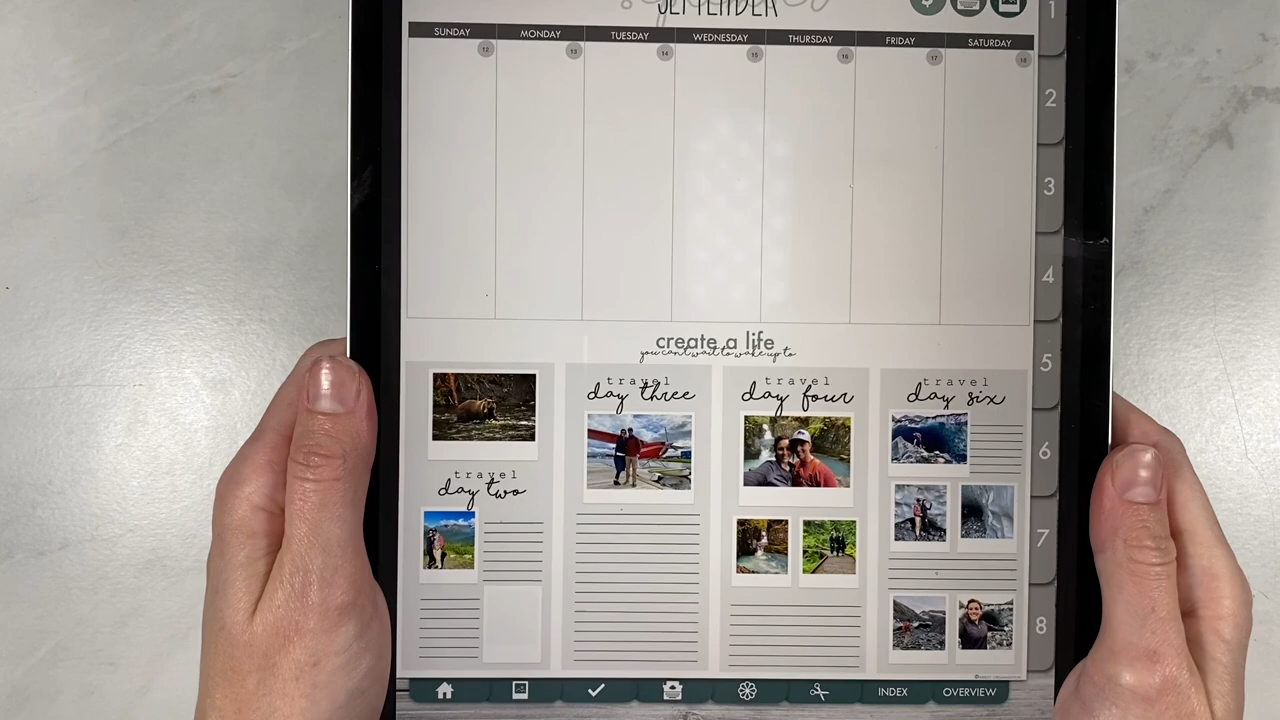 SEPTEMBER
SUNDAY MONDAY TUESDAY WEDNESDAY THURSDAY FRIDAY SATURDAY
12 13 14 15 16 17 18
create a life
you can't wait to wake up to
travel
day two
travel
day three
travel
day four
travel
day six
1
2
3
4
5
6
7
8
INDEX
OVERVIEW